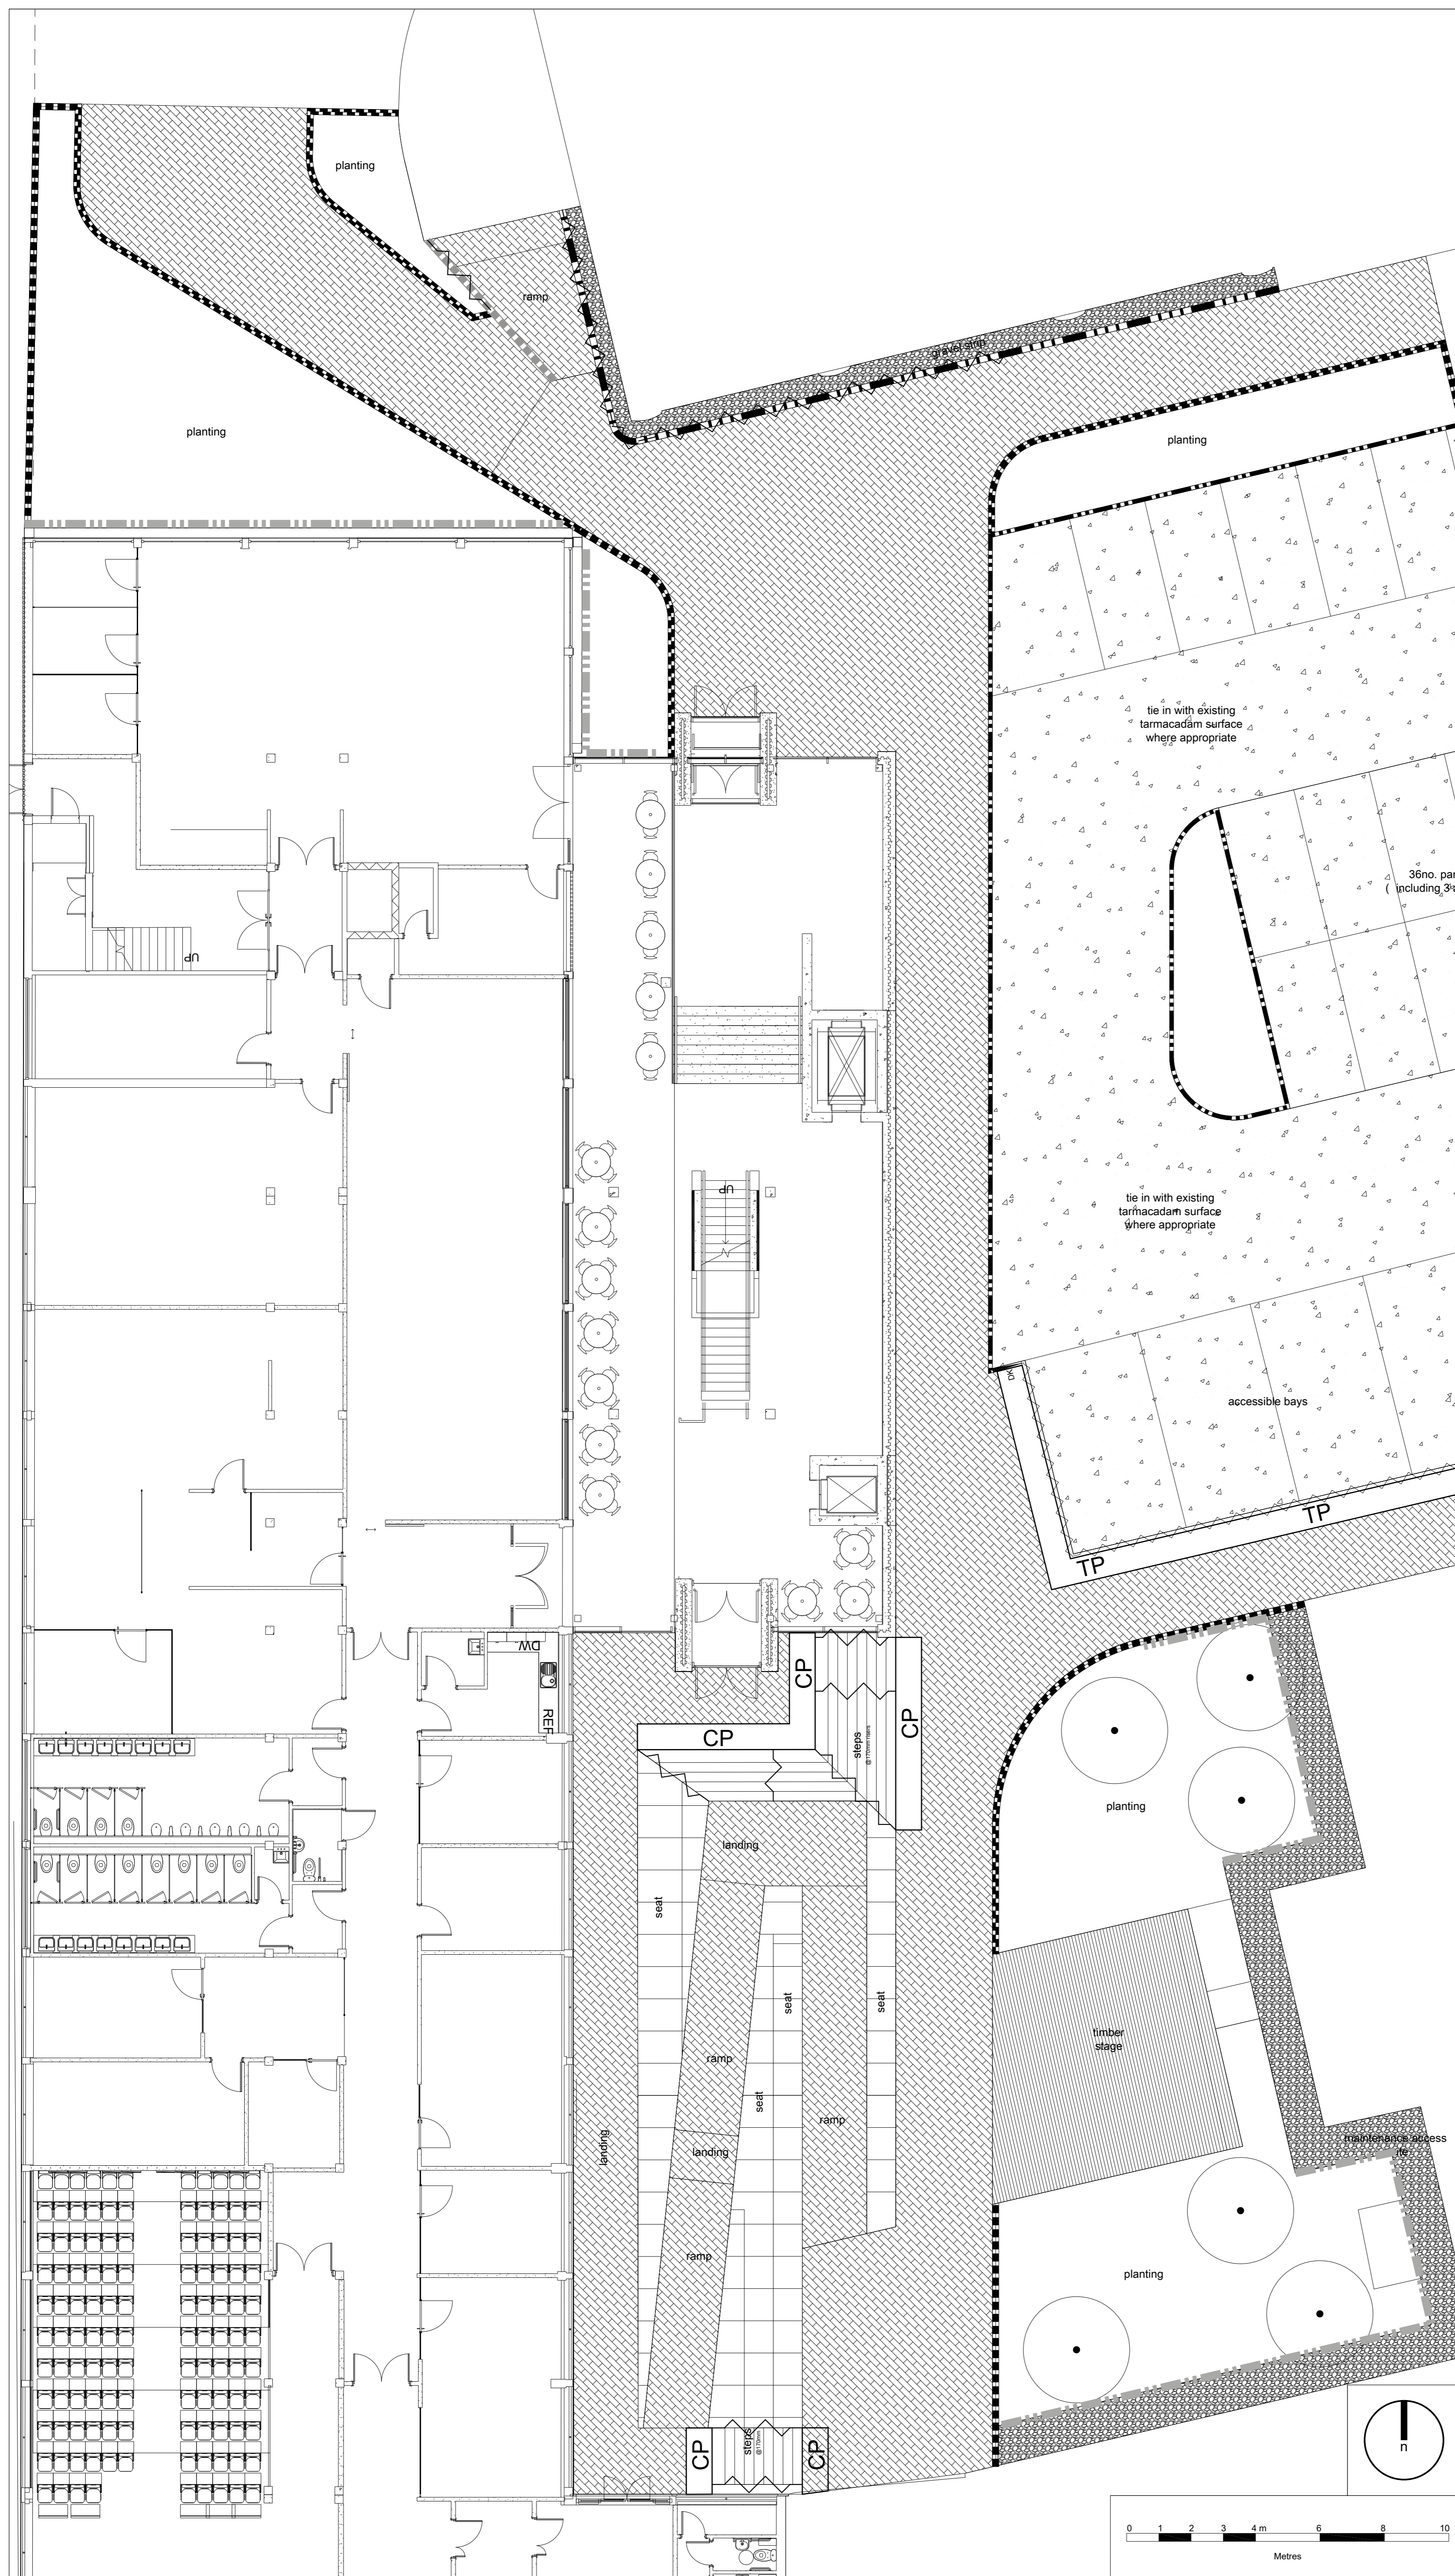 planting
ramp
gravel strip
planting
planting
tie in with existing
tarmacadam surface
where appropriate
36no. par
( including 3
UP
UP
tie in with existing
tarmacadam surface
where appropriate
accessible bays
TP
TP
DW.
REF
CP
CP
CP
steps
@170mm risers
landing
planting
seat
seat
seat
seat
timber
stage
ramp
ramp
landing
landing
maintenance access
ramp
planting
CP
steps
@170mm
CP
n
0 1 2 3 4 m 6 8 10
Metres